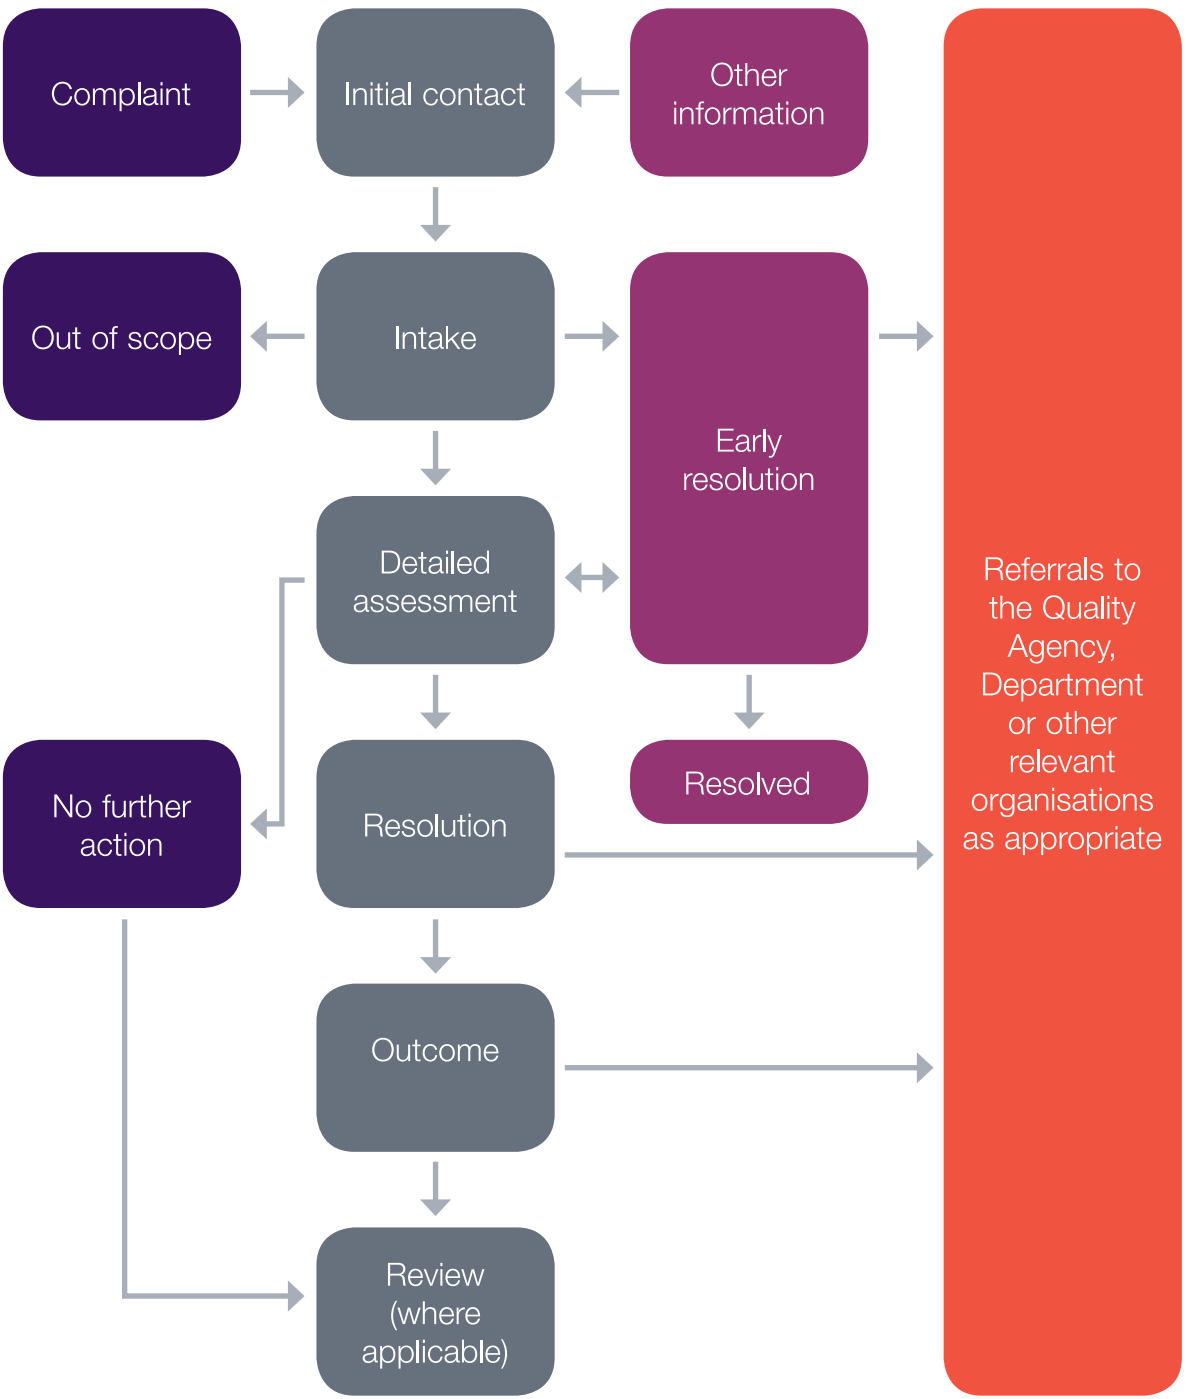 Complaint
Initial contact
Other
information
Out of scope
Intake
Early
resolution
Detailed
assessment
No further
action
Resolution
Resolved
Outcome
Review
(where
applicable)
Referrals to
the Quality
Agency,
Department
or other
relevant
organisations
as appropriate